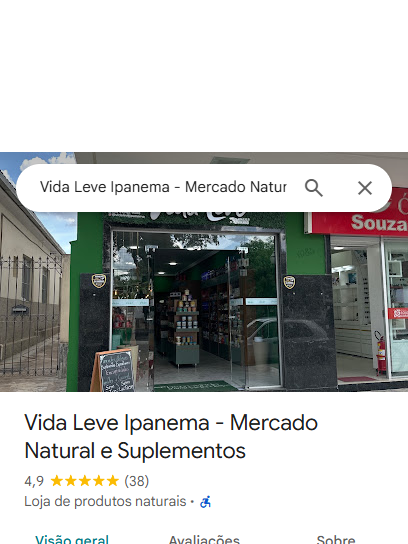 Vida Leve Ipanema - Mercado Natur
Souza
Vida Leve Ipanema - Mercado
Natural e Suplementos
4,9 (38)
Loja de produtos naturais •
Visão geral Avaliações Sobre